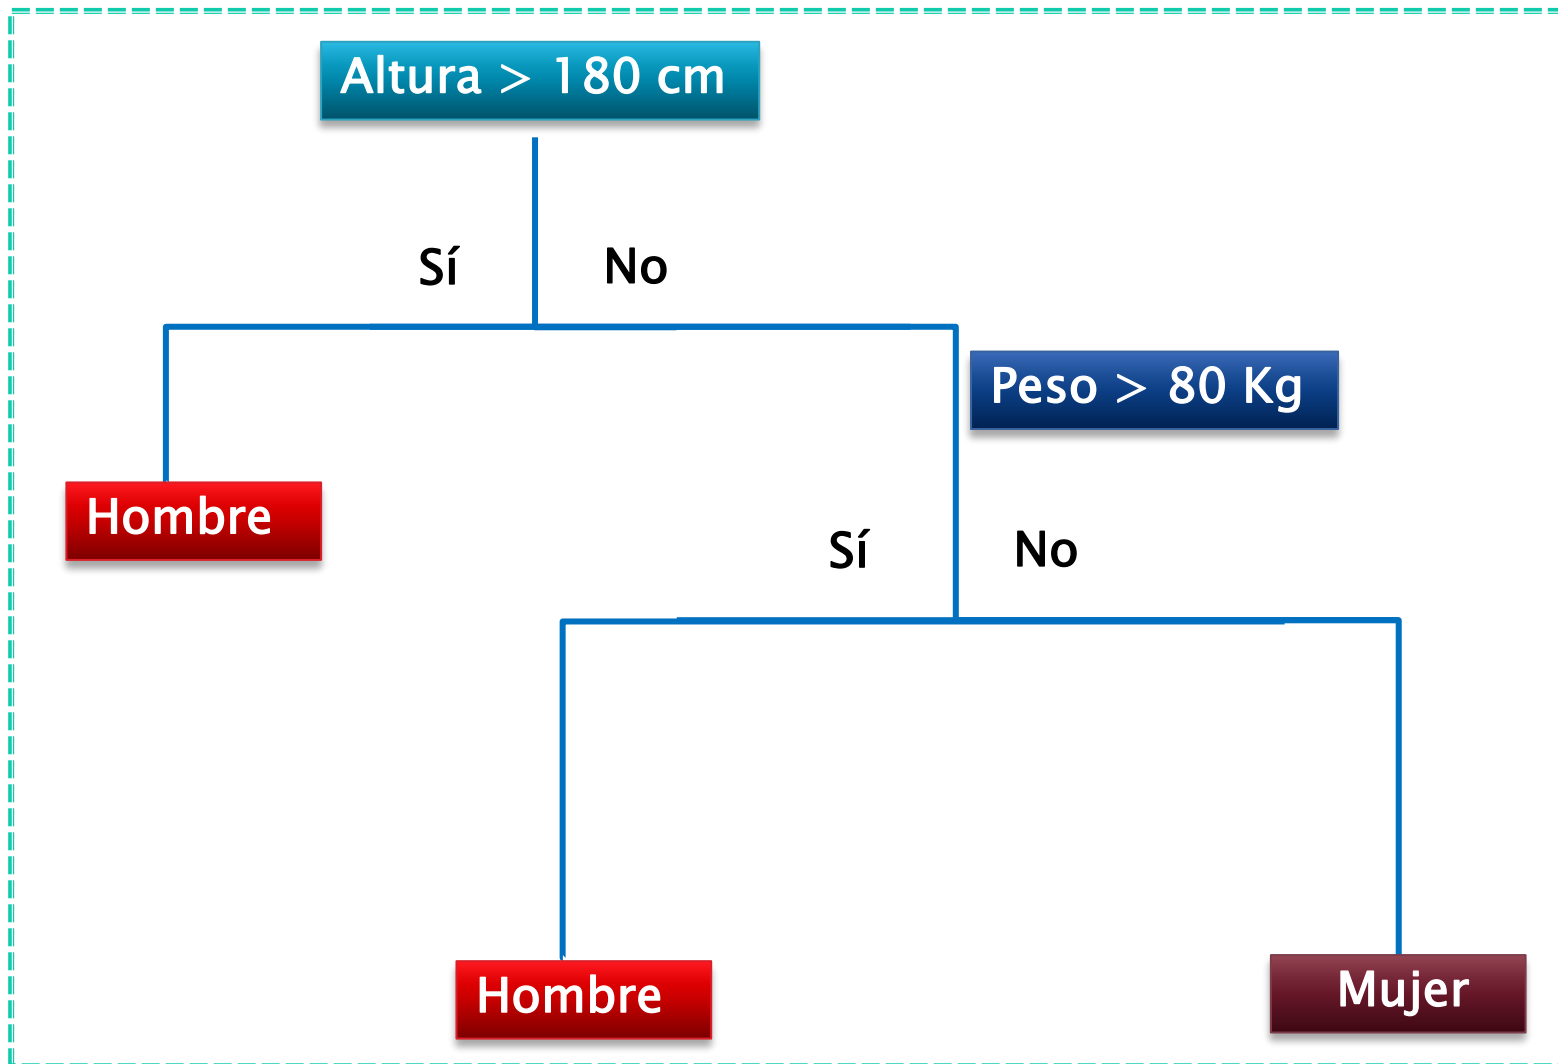 Altura > 180 cm
Sí
No
Peso > 80 Kg
Hombre
Sí
No
Hombre
Mujer